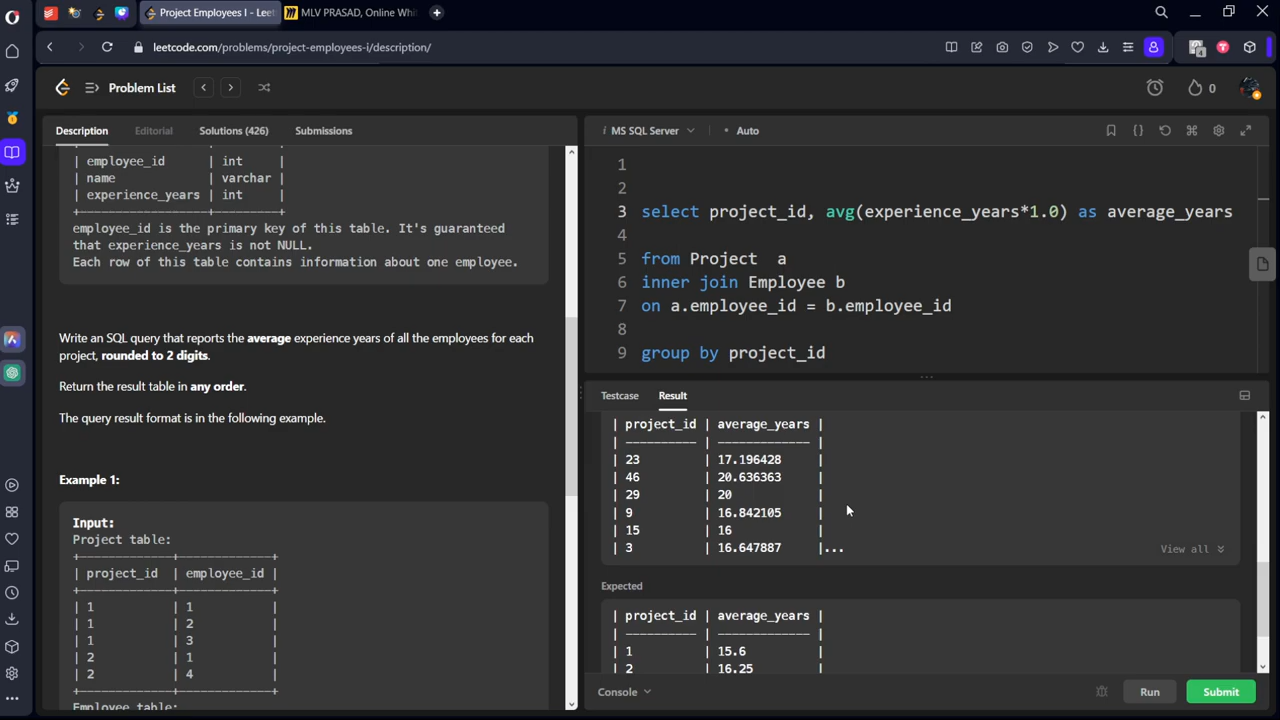 Project Employees I - Leet
MLV PRASAD, Online Whit
leetcode.com/problems/project-employees-i/description/
4
Problem List
0
Description
Editorial
Solutions (426)
Submissions
| employee_id | int |
| name | varchar |
| experience_years | int |
+------------------+---------+
employee_id is the primary key of this table. It's guaranteed
that experience_years is not NULL.
Each row of this table contains information about one employee.
Write an SQL query that reports the average experience years of all the employees for each
project, rounded to 2 digits.
Return the result table in any order.
The query result format is in the following example.
Example 1:
Input:
Project table:
+-------------+-------------+
| project_id | employee_id |
+-------------+-------------+
| 1 | 1 |
| 1 | 2 |
| 1 | 3 |
| 2 | 1 |
| 2 | 4 |
+-------------+-------------+
Employee table:
i MS SQL Server
• Auto
1
2
3 select project_id, avg(experience_years*1.0) as average_years
4
5 from Project a
6 inner join Employee b
7 on a.employee_id = b.employee_id
8
9 group by project_id
Testcase
Result
| project_id | average_years |
| ---------- | ------------- |
| 23 | 17.196428 |
| 46 | 20.636363 |
| 29 | 20 |
| 9 | 16.842105 |
| 15 | 16 |
| 3 | 16.647887 |...
View all
Expected
| project_id | average_years |
| ---------- | ------------- |
| 1 | 15.6 |
| 2 | 16.25 |
Console
Run
Submit